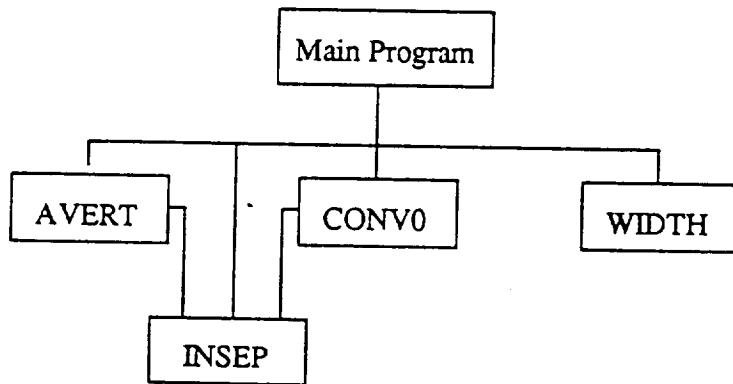 Main Program
AVERT
CONV0
WIDTH
INSEP